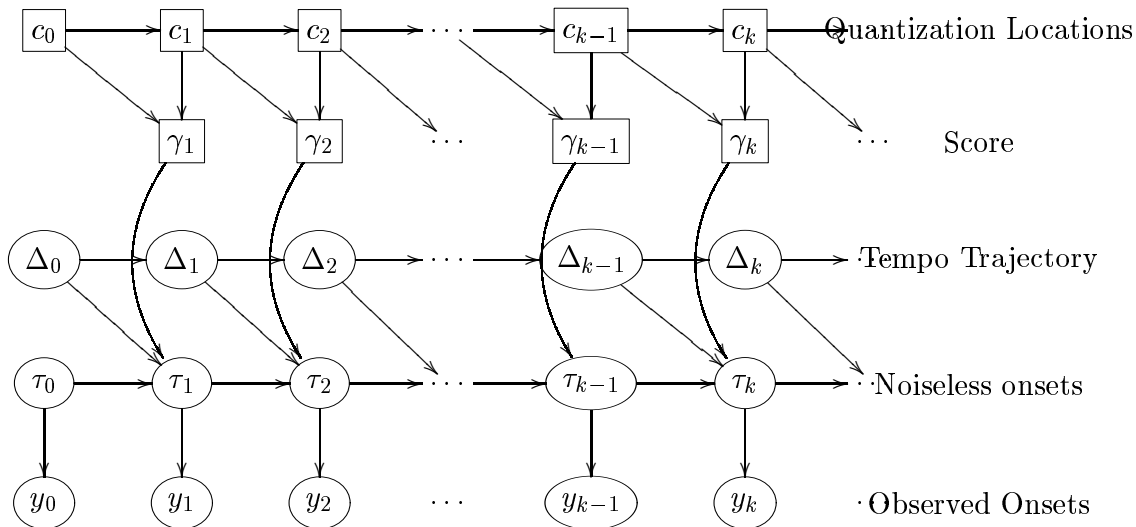 c₀ c₁ c₂ · · · cₖ₋₁ cₖ · · · Quantization Locations
γ₁ γ₂ · · · γₖ₋₁ γₖ · · · Score
Δ₀ Δ₁ Δ₂ · · · Δₖ₋₁ Δₖ · · · Tempo Trajectory
τ₀ τ₁ τ₂ · · · τₖ₋₁ τₖ · · · Noiseless onsets
y₀ y₁ y₂ · · · yₖ₋₁ yₖ · · · Observed Onsets